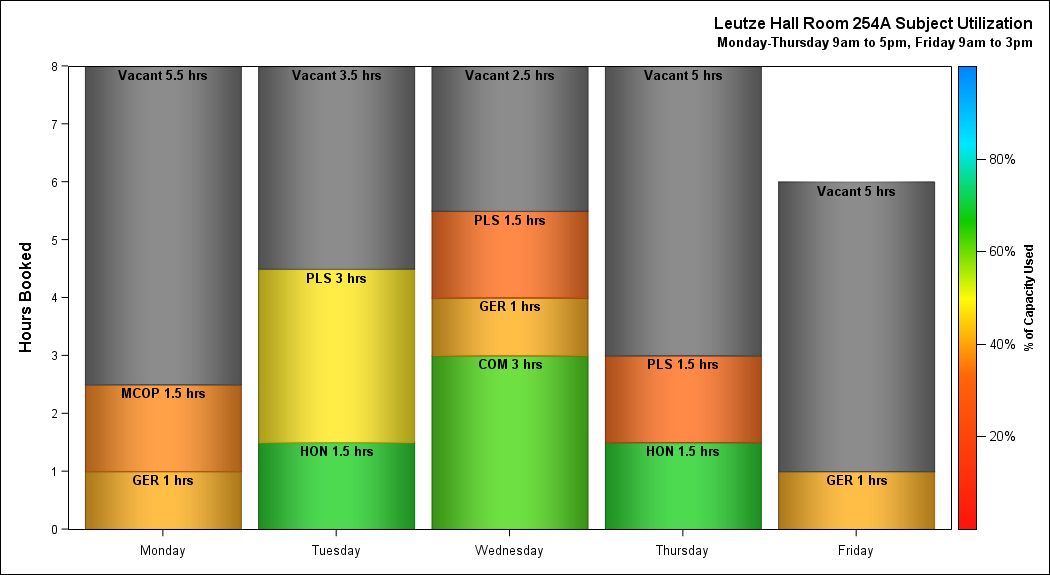 Leutze Hall Room 254A Subject Utilization
Monday-Thursday 9am to 5pm, Friday 9am to 3pm
Hours Booked
8
7
6
5
4
3
2
1
0
Vacant 5.5 hrs
MCOP 1.5 hrs
GER 1 hrs
Vacant 3.5 hrs
PLS 3 hrs
HON 1.5 hrs
Vacant 2.5 hrs
PLS 1.5 hrs
GER 1 hrs
COM 3 hrs
Vacant 5 hrs
PLS 1.5 hrs
HON 1.5 hrs
Vacant 5 hrs
GER 1 hrs
Monday
Tuesday
Wednesday
Thursday
Friday
80%
60%
40%
20%
% of Capacity Used